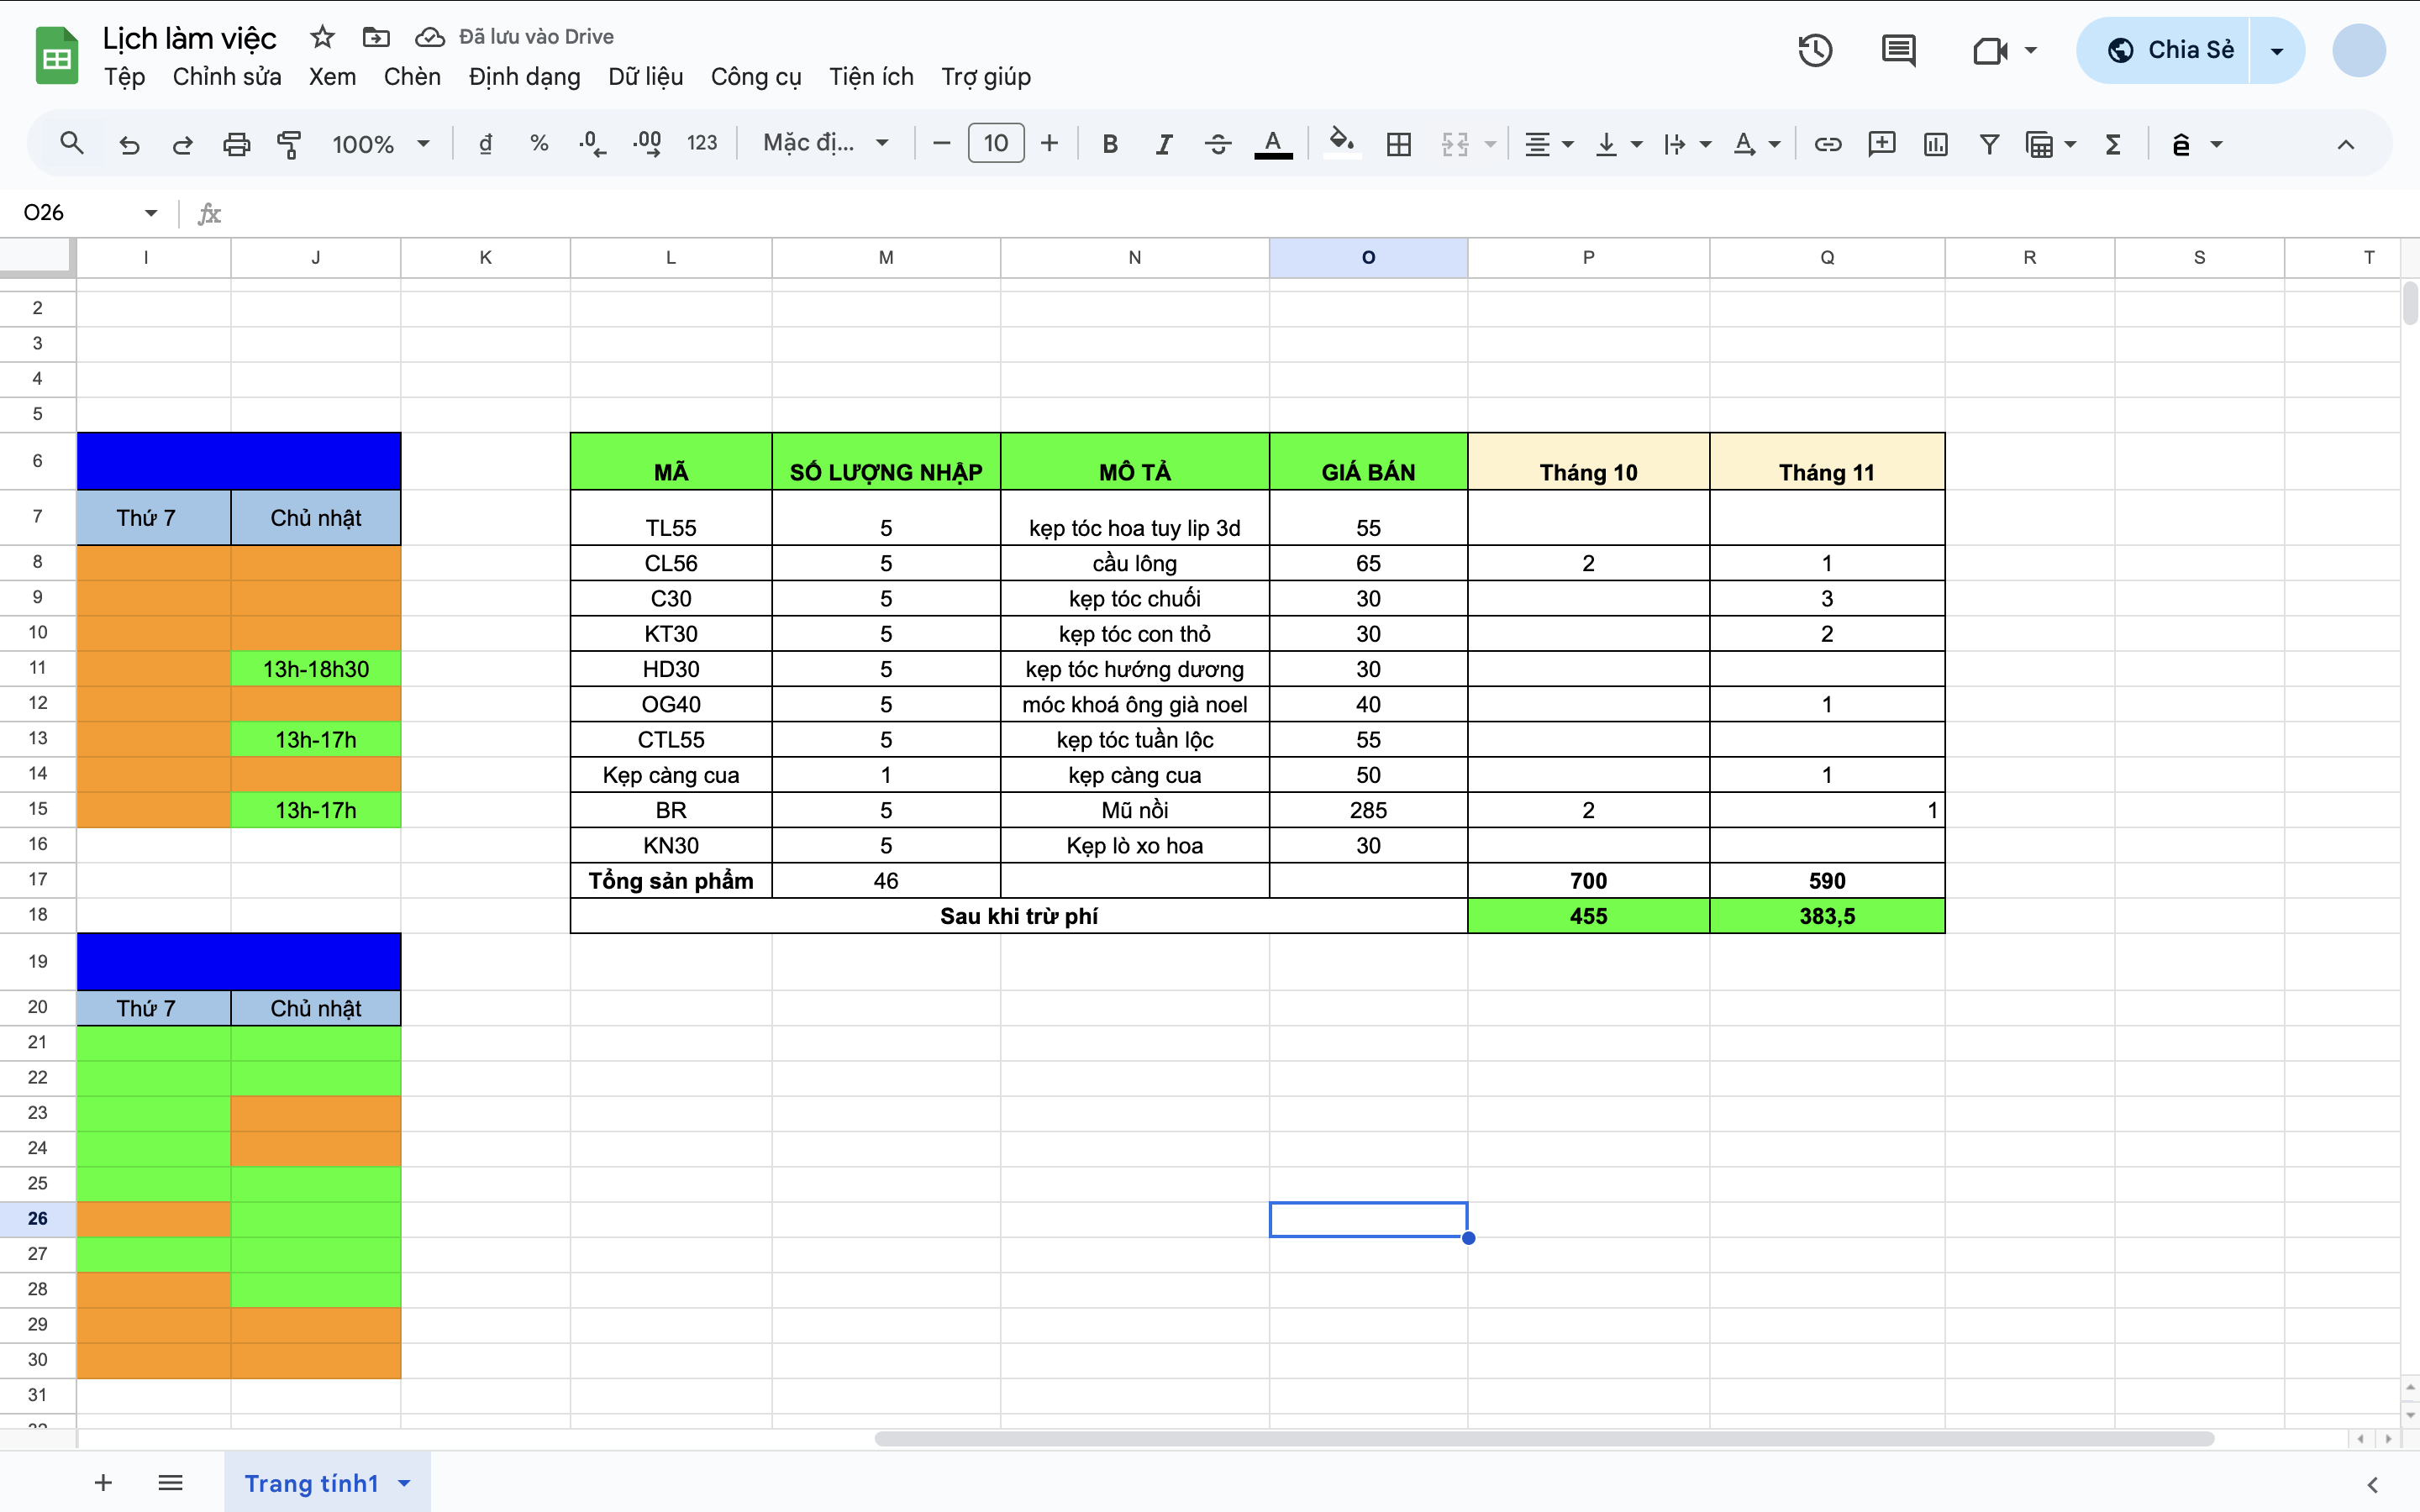 Lịch làm việc
Đã lưu vào Drive
Tệp Chỉnh sửa Xem Chèn Định dạng Dữ liệu Công cụ Tiện ích Trợ giúp
Chia Sẻ
100% đ % .0 .00 123 Mặc đị... 10 B I S A A Σ ê
O26 fx
I J K L M N O P Q R S T
2
3
4
5
6 MÃ SỐ LƯỢNG NHẬP MÔ TẢ GIÁ BÁN Tháng 10 Tháng 11
7 Thứ 7 Chủ nhật TL55 5 kẹp tóc hoa tuy lip 3d 55
8 CL56 5 cầu lông 65 2 1
9 C30 5 kẹp tóc chuối 30 3
10 KT30 5 kẹp tóc con thỏ 30 2
11 13h-18h30 HD30 5 kẹp tóc hướng dương 30
12 OG40 5 móc khoá ông già noel 40 1
13 13h-17h CTL55 5 kẹp tóc tuần lộc 55
14 Kẹp càng cua 1 kẹp càng cua 50 1
15 13h-17h BR 5 Mũ nồi 285 2 1
16 KN30 5 Kẹp lò xo hoa 30
17 Tổng sản phẩm 46 700 590
18 Sau khi trừ phí 455 383,5
19
20 Thứ 7 Chủ nhật
21
22
23
24
25
26
27
28
29
30
31
Trang tính1